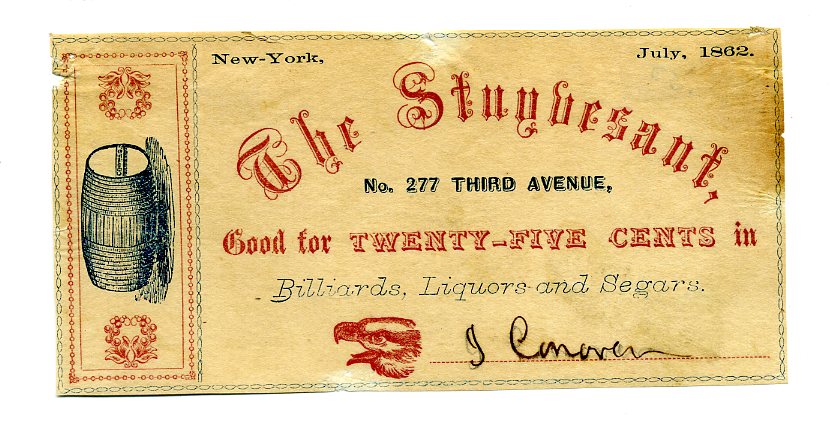 New-York, July, 1862.
The Stuyvesant,
No. 277 THIRD AVENUE,
Good for TWENTY-FIVE CENTS in
Billiards, Liquors and Segars.
J Conover